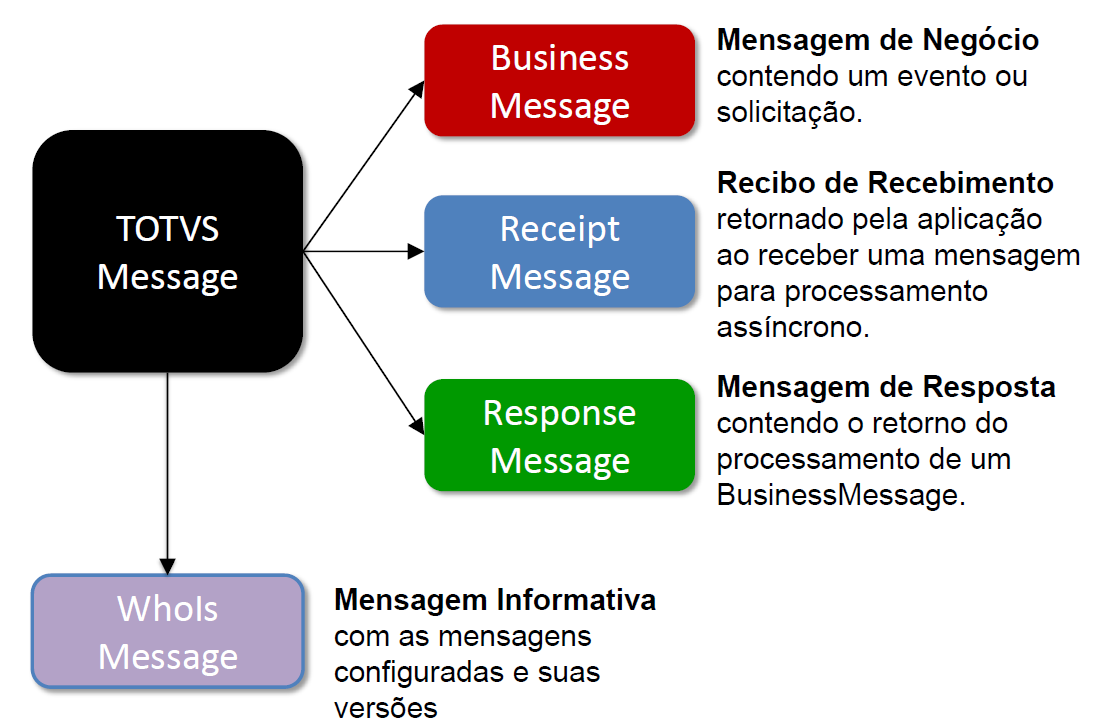 Business
Message
Mensagem de Negócio
contendo um evento ou
solicitação.
TOTVS
Message
Receipt
Message
Recibo de Recebimento
retornado pela aplicação
ao receber uma mensagem
para processamento
assíncrono.
Response
Message
Mensagem de Resposta
contendo o retorno do
processamento de um
BusinessMessage.
WhoIs
Message
Mensagem Informativa
com as mensagens
configuradas e suas
versões